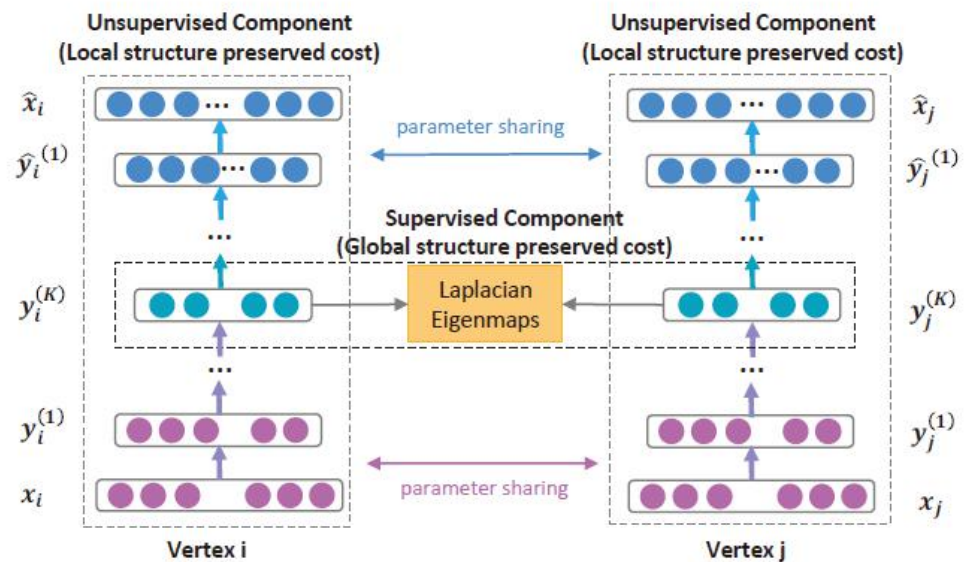 Unsupervised Component
(Local structure preserved cost)
Unsupervised Component
(Local structure preserved cost)
x̂ᵢ
...
parameter sharing
...
x̂ⱼ
ŷᵢ⁽¹⁾
...
...
ŷⱼ⁽¹⁾
...
Supervised Component
(Global structure preserved cost)
...
yᵢ⁽ᴷ⁾
Laplacian
Eigenmaps
yⱼ⁽ᴷ⁾
...
...
yᵢ⁽¹⁾
yⱼ⁽¹⁾
xᵢ
parameter sharing
xⱼ
Vertex i
Vertex j